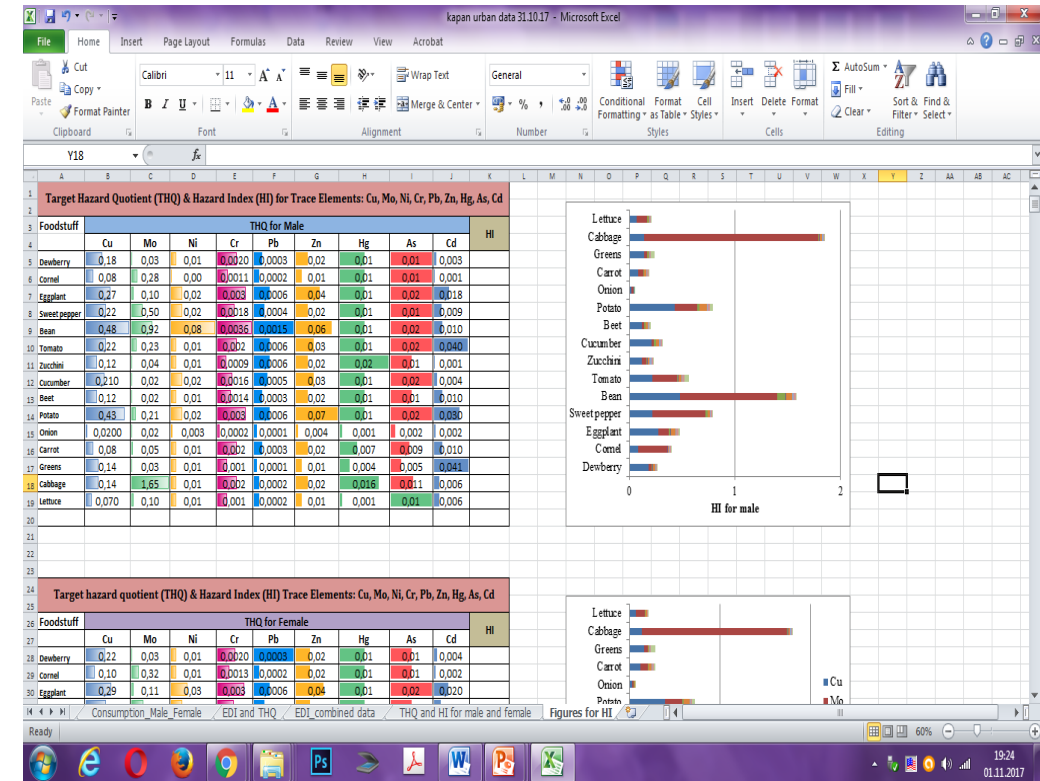 kapan urban data 31.10.17 - Microsoft Excel
File Home Insert Page Layout Formulas Data Review View Acrobat
Cut
Copy
Format Painter
Paste
Calibri 11
Wrap Text
Merge & Center
General
Conditional Formatting
Format as Table
Cell Styles
Insert Delete Format
AutoSum
Fill
Clear
Sort & Filter
Find & Select
Clipboard Font Alignment Number Styles Cells Editing
Y18
A B C D E F G H I J K L M N O P Q R S T U V W X Y Z AA AB AC
Target Hazard Quotient (THQ) & Hazard Index (HI) for Trace Elements: Cu, Mo, Ni, Cr, Pb, Zn, Hg, As, Cd
Foodstuff THQ for Male HI
Cu Mo Ni Cr Pb Zn Hg As Cd
Dewberry 0,18 0,03 0,01 0,0020 0,0003 0,02 0,01 0,01 0,003
Cornel 0,08 0,28 0,00 0,0011 0,0002 0,01 0,01 0,01 0,001
Eggplant 0,27 0,10 0,02 0,003 0,0006 0,04 0,01 0,02 0,018
Sweet pepper 0,22 0,50 0,02 0,0018 0,0004 0,02 0,01 0,01 0,009
Bean 0,48 0,92 0,08 0,0036 0,0015 0,06 0,01 0,02 0,010
Tomato 0,22 0,23 0,01 0,002 0,0006 0,03 0,01 0,02 0,040
Zucchini 0,12 0,04 0,01 0,0009 0,0006 0,02 0,02 0,01 0,001
Cucumber 0,210 0,02 0,02 0,0016 0,0005 0,03 0,01 0,02 0,004
Beet 0,12 0,02 0,01 0,0014 0,0003 0,02 0,01 0,01 0,010
Potato 0,43 0,21 0,02 0,003 0,0006 0,07 0,01 0,02 0,030
Onion 0,0200 0,02 0,003 0,0002 0,0001 0,004 0,001 0,002 0,002
Carrot 0,08 0,05 0,01 0,002 0,0003 0,02 0,007 0,009 0,010
Greens 0,14 0,03 0,01 0,001 0,0001 0,01 0,004 0,005 0,041
Cabbage 0,14 1,65 0,01 0,002 0,0002 0,02 0,016 0,011 0,006
Lettuce 0,070 0,10 0,01 0,001 0,0002 0,01 0,001 0,01 0,006
Lettuce
Cabbage
Greens
Carrot
Onion
Potato
Beet
Cucumber
Zucchini
Tomato
Bean
Sweet pepper
Eggplant
Cornel
Dewberry
0 1 2
HI for male
Target hazard quotient (THQ) & Hazard Index (HI) Trace Elements: Cu, Mo, Ni, Cr, Pb, Zn, Hg, As, Cd
Foodstuff THQ for Female HI
Cu Mo Ni Cr Pb Zn Hg As Cd
Dewberry 0,22 0,03 0,01 0,0020 0,0003 0,02 0,01 0,01 0,004
Cornel 0,10 0,32 0,01 0,0013 0,0002 0,02 0,01 0,01 0,002
Eggplant 0,29 0,11 0,03 0,003 0,0006 0,04 0,01 0,02 0,020
Lettuce
Cabbage
Greens
Carrot
Onion
Potato
Cu
Mo
Consumption_Male_Female EDI and THQ EDI_combined data THQ and HI for male and female Figures for HI
Ready 60%
Ps
19:24
01.11.2017